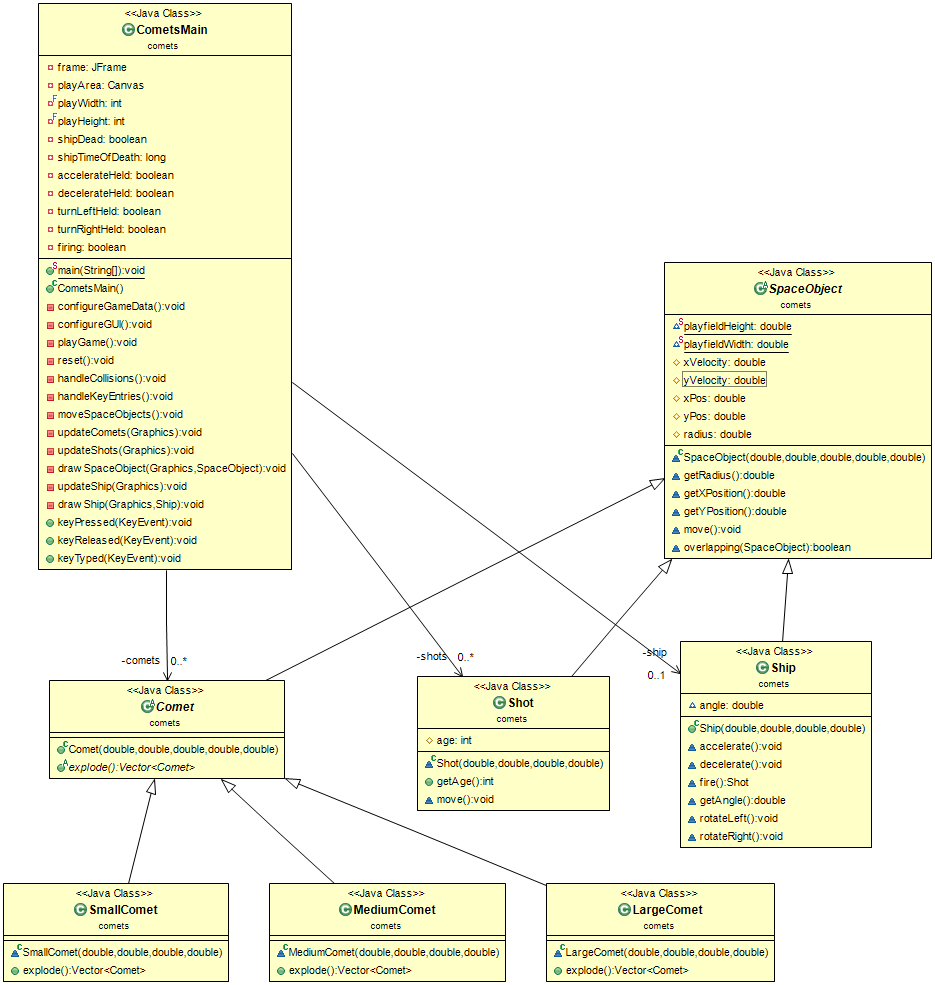 <<Java Class>>
CometsMain
comets
frame: JFrame
playArea: Canvas
playWidth: int
playHeight: int
shipDead: boolean
shipTimeOfDeath: long
accelerateHeld: boolean
decelerateHeld: boolean
turnLeftHeld: boolean
turnRightHeld: boolean
firing: boolean
main(String[]):void
CometsMain()
configureGameData():void
configureGUI():void
playGame():void
reset():void
handleCollisions():void
handleKeyEntries():void
moveSpaceObjects():void
updateComets(Graphics):void
updateShots(Graphics):void
drawSpaceObject(Graphics,SpaceObject):void
updateShip(Graphics):void
drawShip(Graphics,Ship):void
keyPressed(KeyEvent):void
keyReleased(KeyEvent):void
keyTyped(KeyEvent):void
<<Java Class>>
SpaceObject
comets
playfieldHeight: double
playfieldWidth: double
xVelocity: double
yVelocity: double
xPos: double
yPos: double
radius: double
SpaceObject(double,double,double,double,double)
getRadius():double
getXPosition():double
getYPosition():double
move():void
overlapping(SpaceObject):boolean
-comets 0..*
-shots 0..*
-ship
0..1
<<Java Class>>
Comet
comets
Comet(double,double,double,double,double)
explode():Vector<Comet>
<<Java Class>>
Shot
comets
age: int
Shot(double,double,double,double)
getAge():int
move():void
<<Java Class>>
Ship
comets
angle: double
Ship(double,double,double,double)
accelerate():void
decelerate():void
fire():Shot
getAngle():double
rotateLeft():void
rotateRight():void
<<Java Class>>
SmallComet
comets
SmallComet(double,double,double,double)
explode():Vector<Comet>
<<Java Class>>
MediumComet
comets
MediumComet(double,double,double,double)
explode():Vector<Comet>
<<Java Class>>
LargeComet
comets
LargeComet(double,double,double,double)
explode():Vector<Comet>